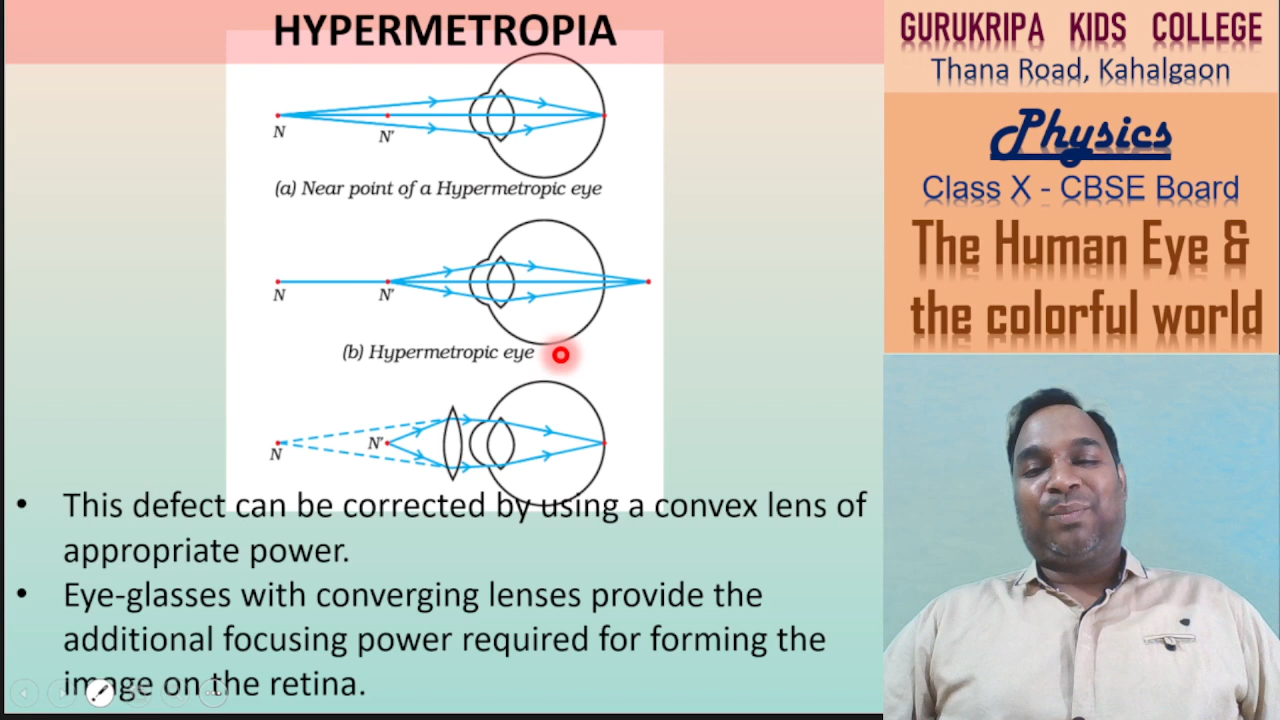 HYPERMETROPIA
N
N'
(a) Near point of a Hypermetropic eye
N
N'
(b) Hypermetropic eye
N
N'
• This defect can be corrected by using a convex lens of
appropriate power.
• Eye-glasses with converging lenses provide the
additional focusing power required for forming the
image on the retina.
GURUKRIPA KIDS COLLEGE
Thana Road, Kahalgaon
Physics
Class X - CBSE Board
The Human Eye &
the colorful world